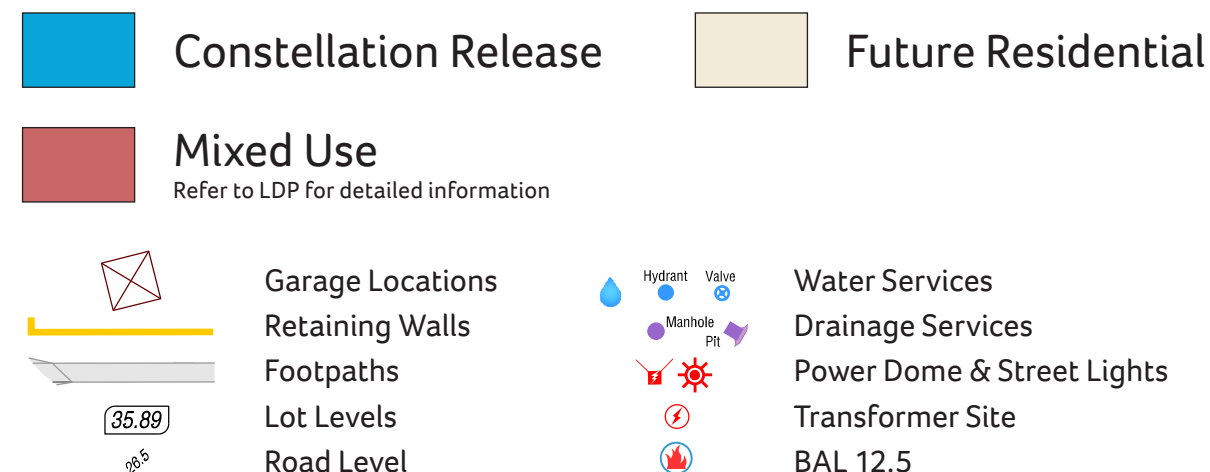 Constellation Release
Future Residential
Mixed Use
Refer to LDP for detailed information
Garage Locations
Retaining Walls
Footpaths
35.89
Lot Levels
26.5
Road Level
Hydrant Valve
Water Services
Manhole
Pit
Drainage Services
Power Dome & Street Lights
Transformer Site
BAL 12.5